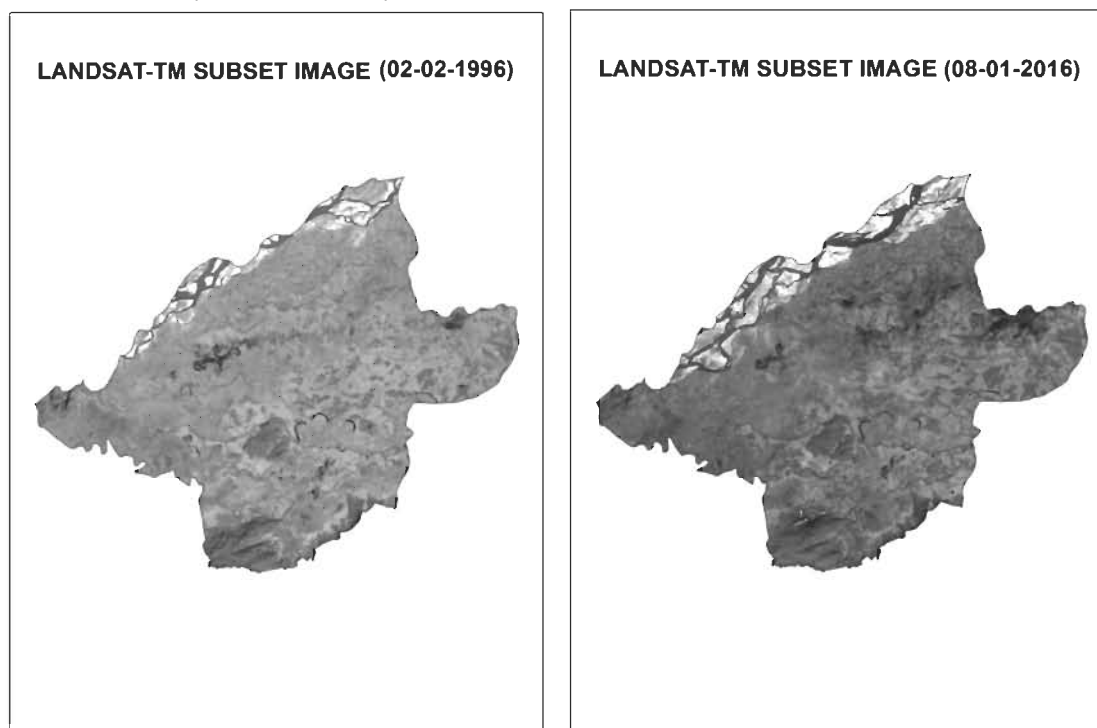 LANDSAT-TM SUBSET IMAGE (02-02-1996)
LANDSAT-TM SUBSET IMAGE (08-01-2016)